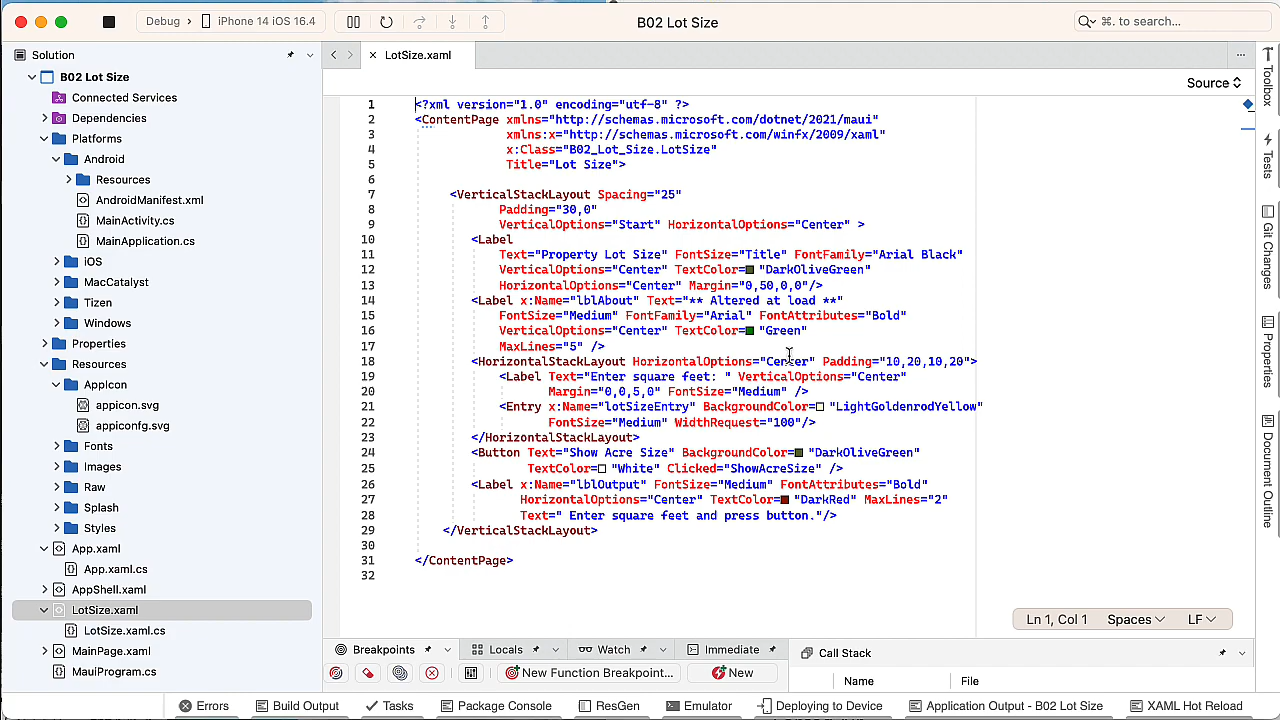 Debug
iPhone 14 iOS 16.4
B02 Lot Size
⌘. to search...
Solution
B02 Lot Size
Connected Services
Dependencies
Platforms
Android
Resources
AndroidManifest.xml
MainActivity.cs
MainApplication.cs
iOS
MacCatalyst
Tizen
Windows
Properties
Resources
AppIcon
appicon.svg
appiconfg.svg
Fonts
Images
Raw
Splash
Styles
App.xaml
App.xaml.cs
AppShell.xaml
LotSize.xaml
LotSize.xaml.cs
MainPage.xaml
MauiProgram.cs
LotSize.xaml
Source
1 <?xml version="1.0" encoding="utf-8" ?>
2 <ContentPage xmlns="http://schemas.microsoft.com/dotnet/2021/maui"
3 xmlns:x="http://schemas.microsoft.com/winfx/2009/xaml"
4 x:Class="B02_Lot_Size.LotSize"
5 Title="Lot Size">
6
7 <VerticalStackLayout Spacing="25"
8 Padding="30,0"
9 VerticalOptions="Start" HorizontalOptions="Center" >
10 <Label
11 Text="Property Lot Size" FontSize="Title" FontFamily="Arial Black"
12 VerticalOptions="Center" TextColor="DarkOliveGreen"
13 HorizontalOptions="Center" Margin="0,50,0,0"/>
14 <Label x:Name="lblAbout" Text="** Altered at load **"
15 FontSize="Medium" FontFamily="Arial" FontAttributes="Bold"
16 VerticalOptions="Center" TextColor="Green"
17 MaxLines="5" />
18 <HorizontalStackLayout HorizontalOptions="Center" Padding="10,20,10,20">
19 <Label Text="Enter square feet: " VerticalOptions="Center"
20 Margin="0,0,5,0" FontSize="Medium" />
21 <Entry x:Name="lotSizeEntry" BackgroundColor="LightGoldenrodYellow"
22 FontSize="Medium" WidthRequest="100"/>
23 </HorizontalStackLayout>
24 <Button Text="Show Acre Size" BackgroundColor="DarkOliveGreen"
25 TextColor="White" Clicked="ShowAcreSize" />
26 <Label x:Name="lblOutput" FontSize="Medium" FontAttributes="Bold"
27 HorizontalOptions="Center" TextColor="DarkRed" MaxLines="2"
28 Text=" Enter square feet and press button."/>
29 </VerticalStackLayout>
30
31 </ContentPage>
32
Ln 1, Col 1 Spaces LF
Toolbox
Tests
Git Changes
Properties
Document Outline
Breakpoints
Locals
Watch
Immediate
New Function Breakpoint...
New
Call Stack
Name File
Errors
Build Output
Tasks
Package Console
ResGen
Emulator
Deploying to Device
Application Output - B02 Lot Size
XAML Hot Reload